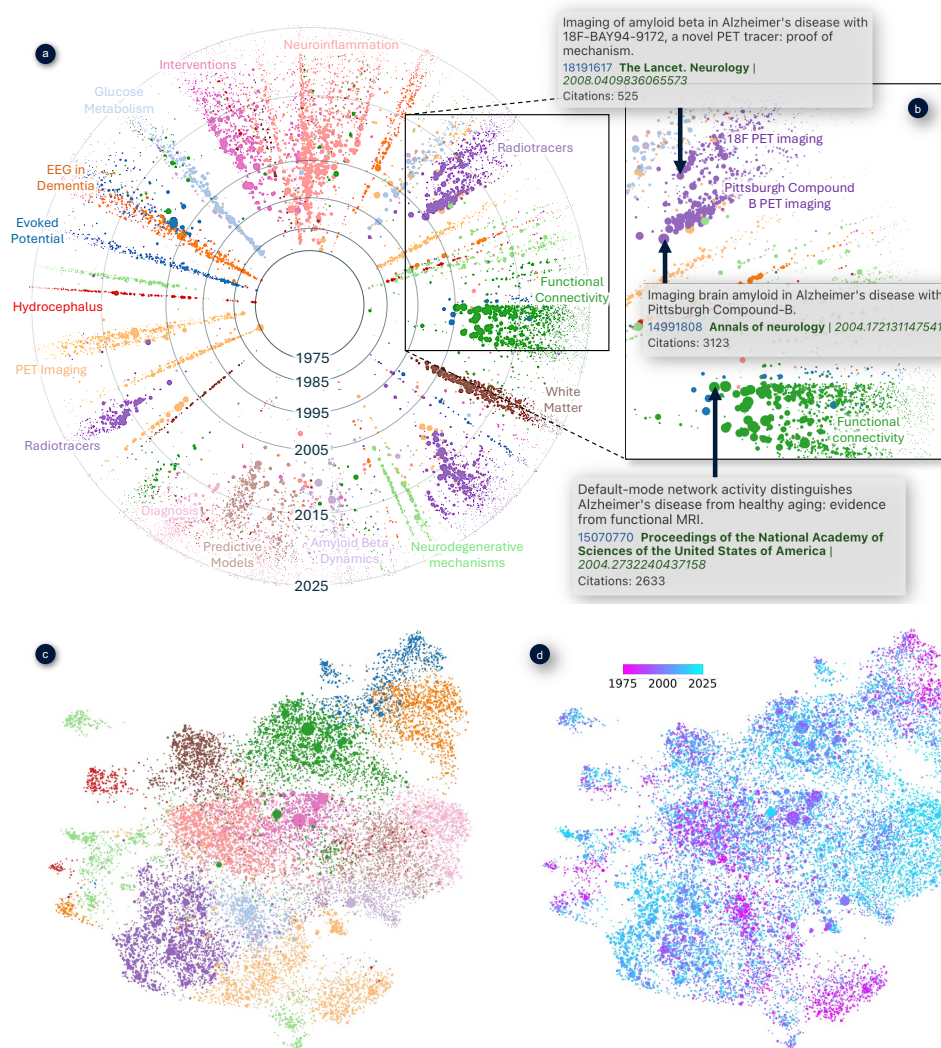 a
Neuroinflammation
Interventions
Glucose
Metabolism
EEG in
Dementia
Evoked
Potential
Hydrocephalus
PET Imaging
Radiotracers
Diagnosis
Predictive
Models
Amyloid Beta
Dynamics
Neurodegenerative
mechanisms
White
Matter
Functional
Connectivity
Radiotracers
1975
1985
1995
2005
2015
2025
Imaging of amyloid beta in Alzheimer's disease with
18F-BAY94-9172, a novel PET tracer: proof of
mechanism.
18191617 The Lancet. Neurology |
2008.0409836065573
Citations: 525
b
18F PET imaging
Pittsburgh Compound
B PET imaging
Imaging brain amyloid in Alzheimer's disease with
Pittsburgh Compound-B.
14991808 Annals of neurology | 2004.172131147541
Citations: 3123
Functional
connectivity
Default-mode network activity distinguishes
Alzheimer's disease from healthy aging: evidence
from functional MRI.
15070770 Proceedings of the National Academy of
Sciences of the United States of America |
2004.2732240437158
Citations: 2633
c
d
1975 2000 2025